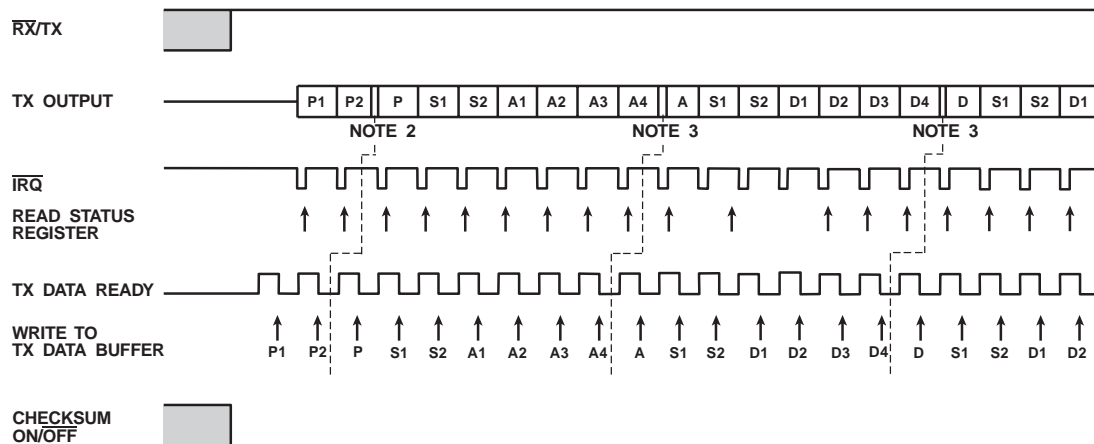 RX/TX
TX OUTPUT
P1 P2 P S1 S2 A1 A2 A3 A4 A S1 S2 D1 D2 D3 D4 D S1 S2 D1
NOTE 2 NOTE 3 NOTE 3
IRQ
READ STATUS
REGISTER
TX DATA READY
WRITE TO
TX DATA BUFFER
P1 P2 P S1 S2 A1 A2 A3 A4 A S1 S2 D1 D2 D3 D4 D S1 S2 D1 D2
CHECKSUM
ON/OFF